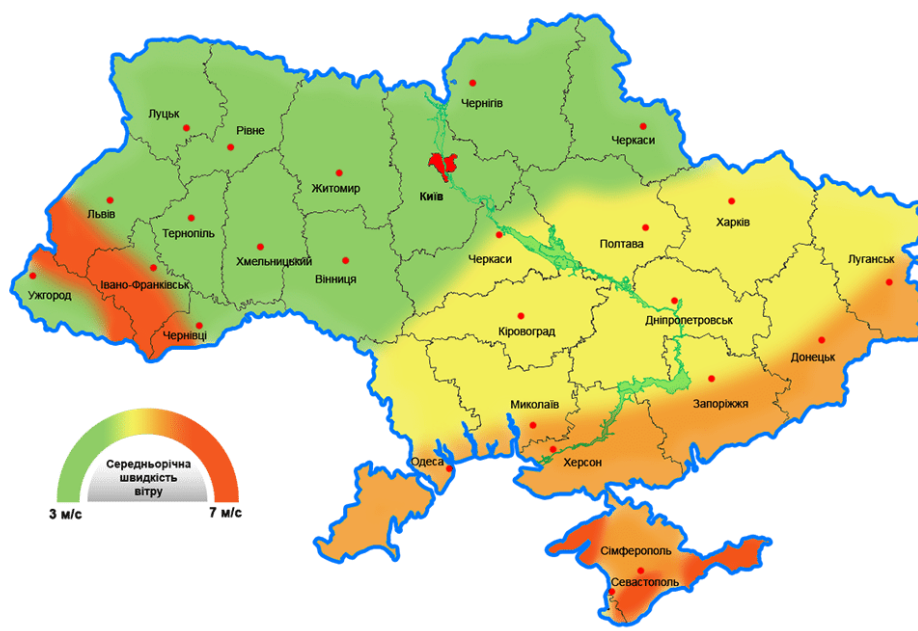 Чернігів
Луцьк
Рівне
Черкаси
Житомир
Київ
Львів
Тернопіль
Харків
Полтава
Хмельницький
Вінниця
Черкаси
Луганськ
Ужгород
Івано-Франківськ
Чернівці
Кіровоград
Дніпропетровськ
Донецьк
Миколаїв
Запоріжжя
Одеса
Херсон
Середньорічна
швидкість
вітру
3 м/с
7 м/с
Сімферополь
Севастополь